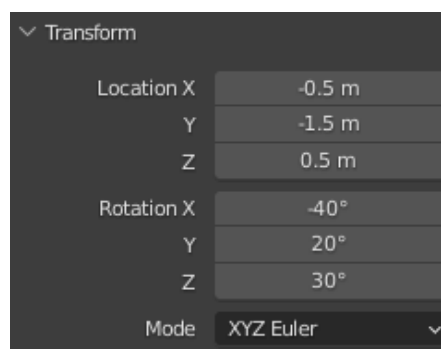 Transform
Location X -0.5 m
Y -1.5 m
Z 0.5 m
Rotation X -40°
Y 20°
Z 30°
Mode XYZ Euler